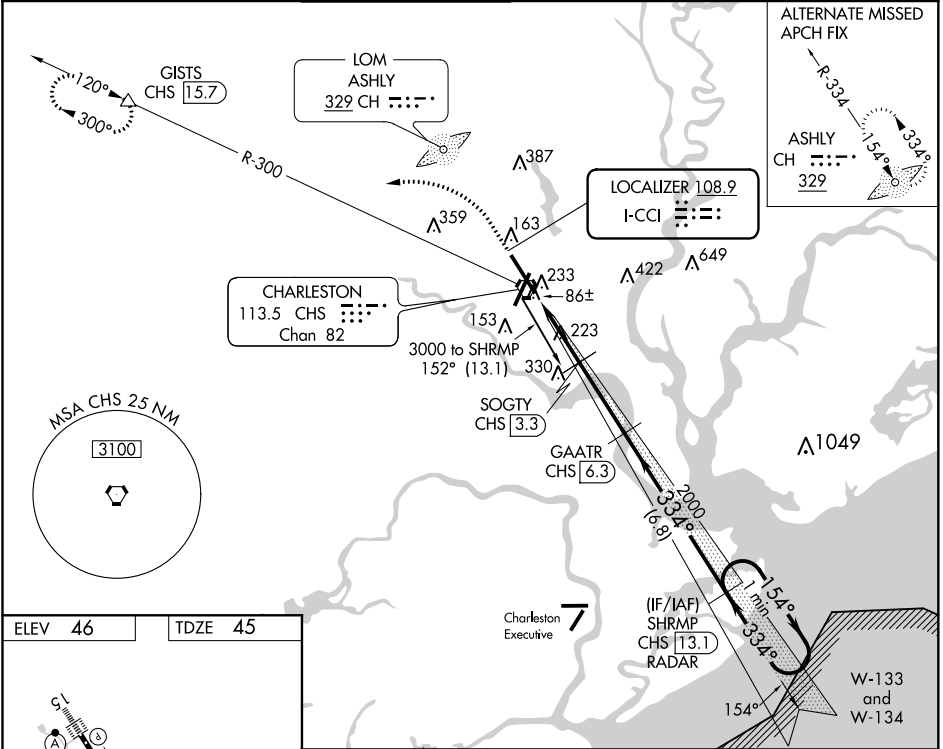 ALTERNATE MISSED
APCH FIX
R-334
154°
334°
ASHLY
CH
329
GISTS
CHS 15.7
120°
300°
R-300
LOM
ASHLY
329 CH
387
359
163
LOCALIZER 108.9
I-CCI
233
422
649
86±
CHARLESTON
113.5 CHS
Chan 82
153
223
3000 to SHRMP
152° (13.1)
330
SOGTY
CHS 3.3
GAATR
CHS 6.3
1049
MSA CHS 25 NM
3100
2000
334°
(6.8)
1 min
154°
334°
Charleston
Executive
(IF/IAF)
SHRMP
CHS 13.1
RADAR
154°
W-133
and
W-134
ELEV 46
TDZE 45
15
A
P